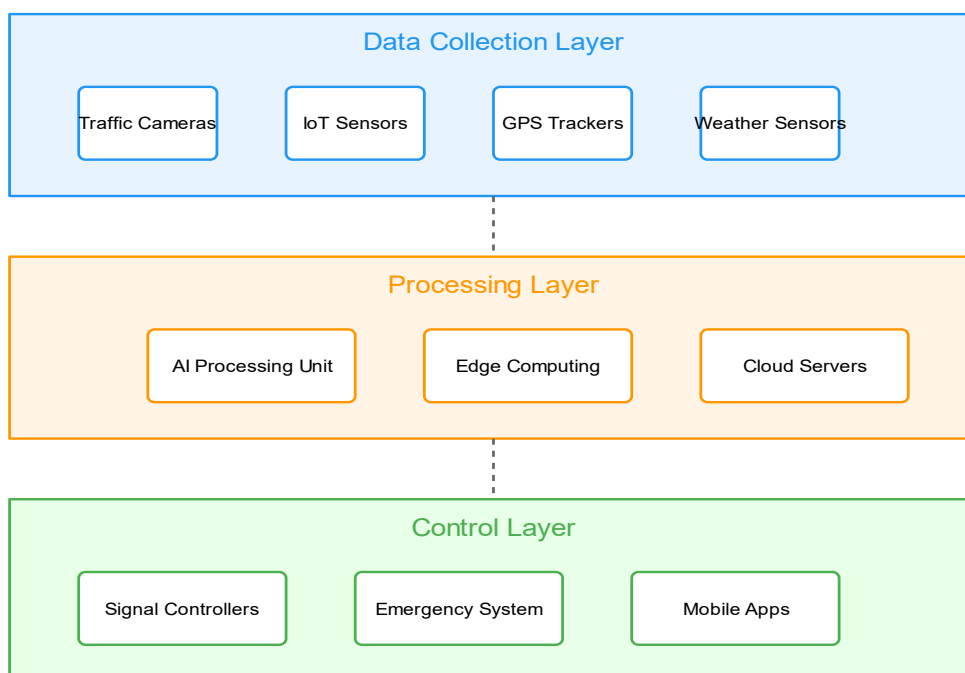 Data Collection Layer
Traffic Cameras
IoT Sensors
GPS Trackers
Weather Sensors
Processing Layer
AI Processing Unit
Edge Computing
Cloud Servers
Control Layer
Signal Controllers
Emergency System
Mobile Apps